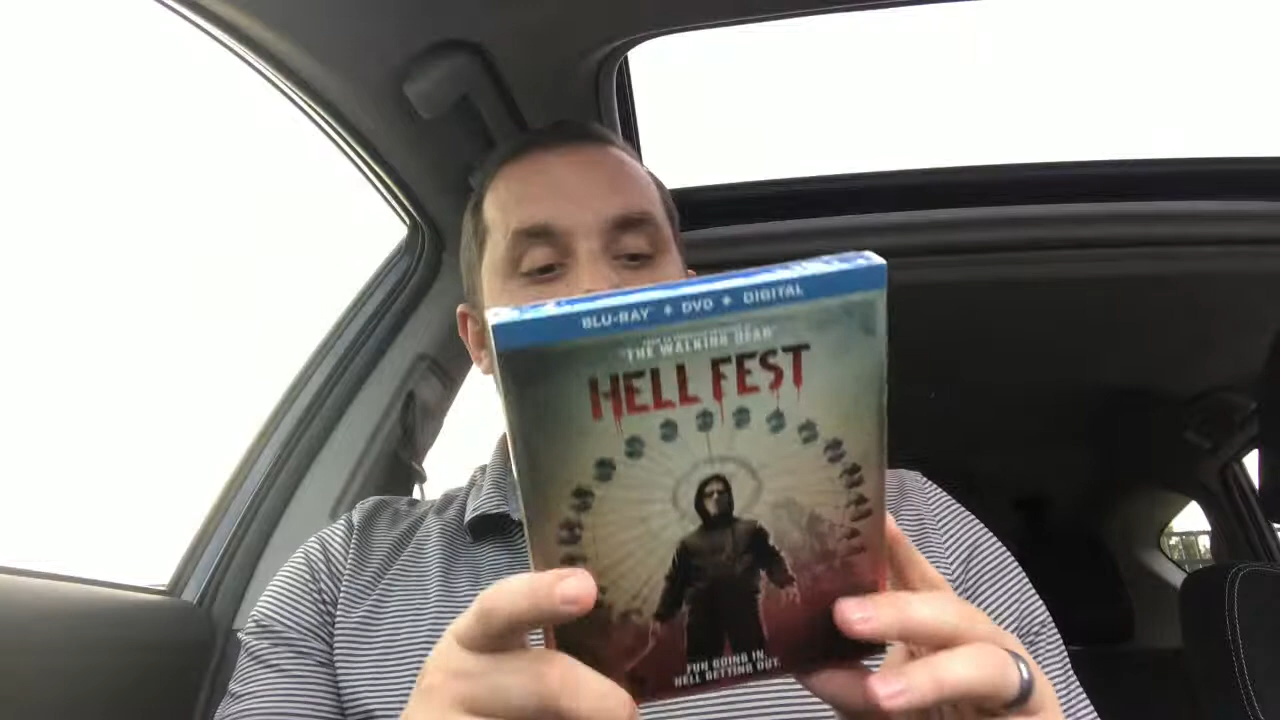 BLU-RAY + DVD + DIGITAL
"THE WALKING DEAD"
HELL FEST
FUN GOING IN.
HELL GETTING OUT.